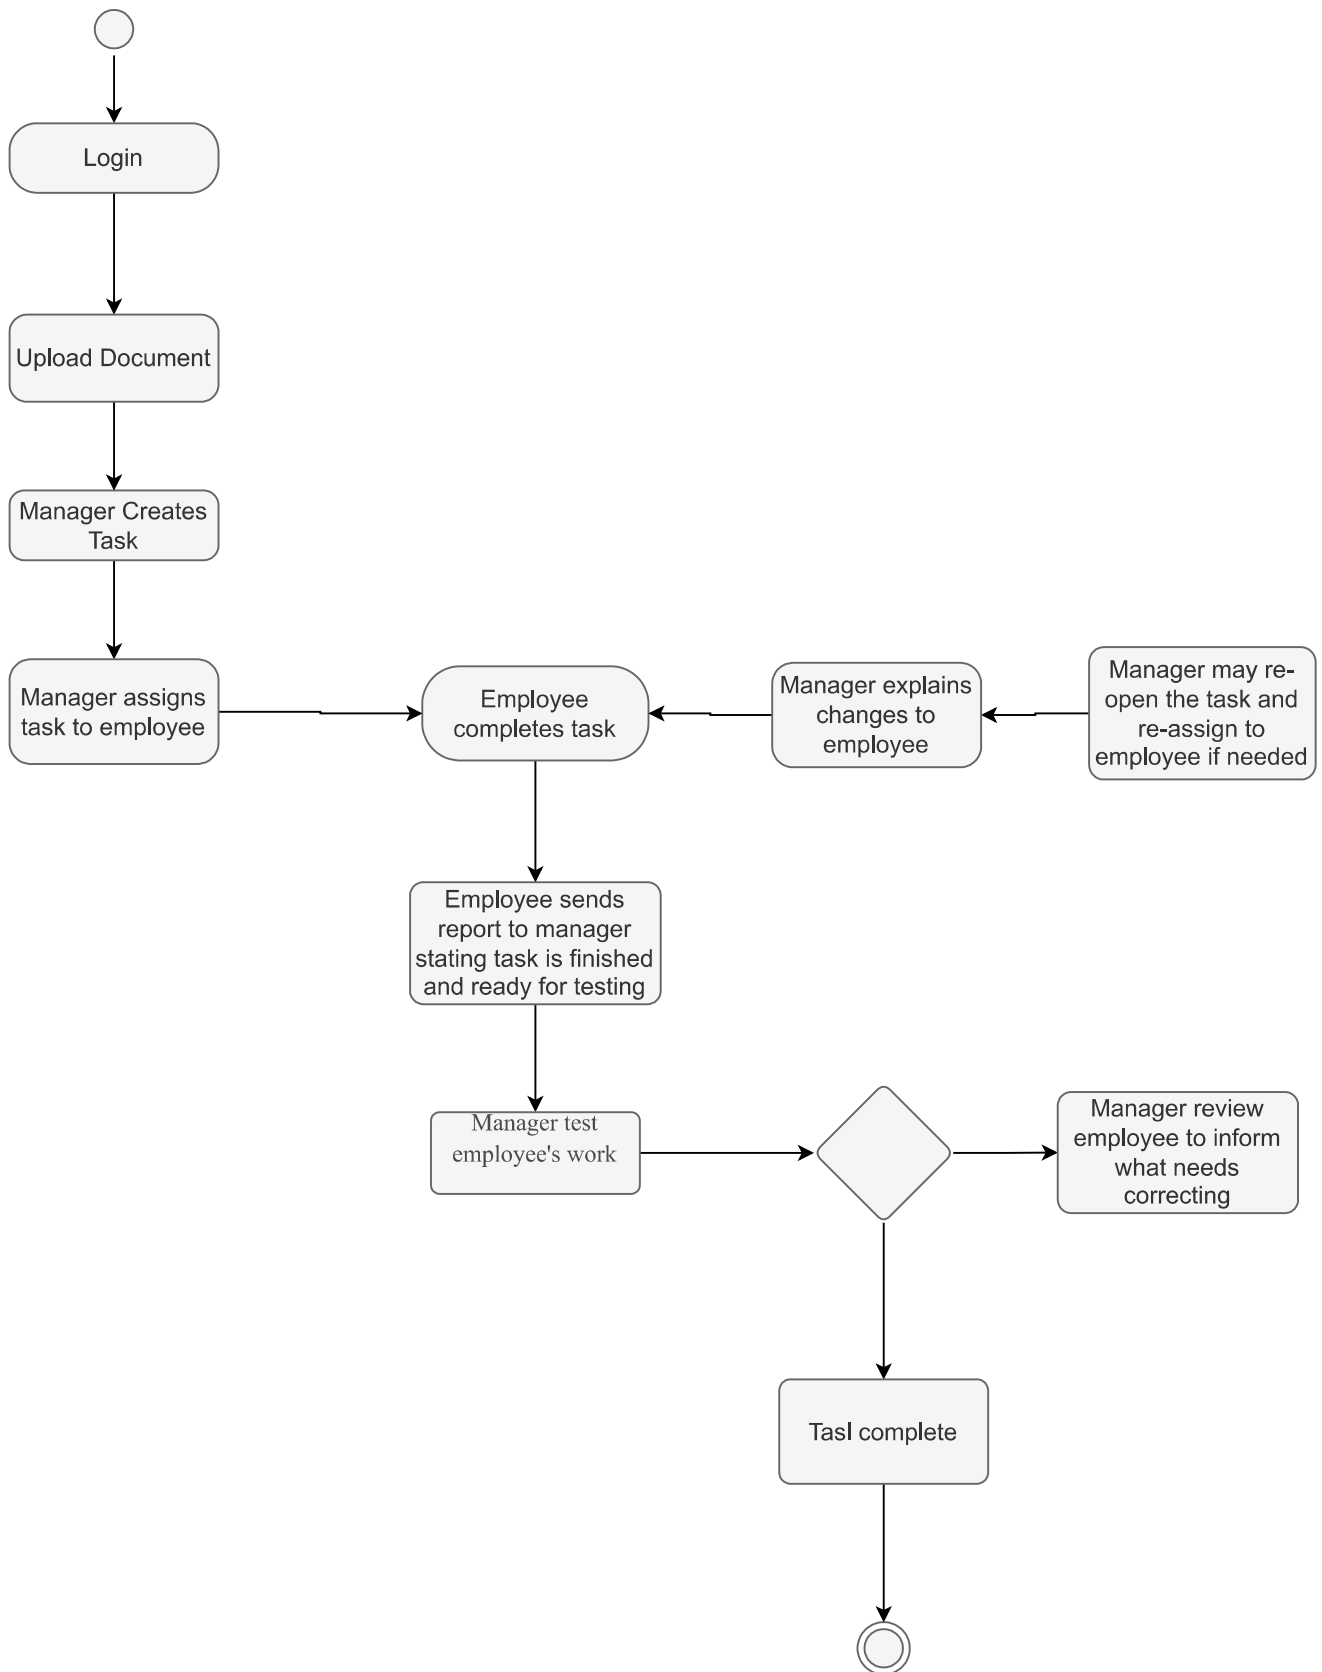 Login
Upload Document
Manager Creates
Task
Manager assigns
task to employee
Employee
completes task
Manager explains
changes to
employee
Manager may re-
open the task and
re-assign to
employee if needed
Employee sends
report to manager
stating task is finished
and ready for testing
Manager test
employee's work
Manager review
employee to inform
what needs
correcting
Tasl complete